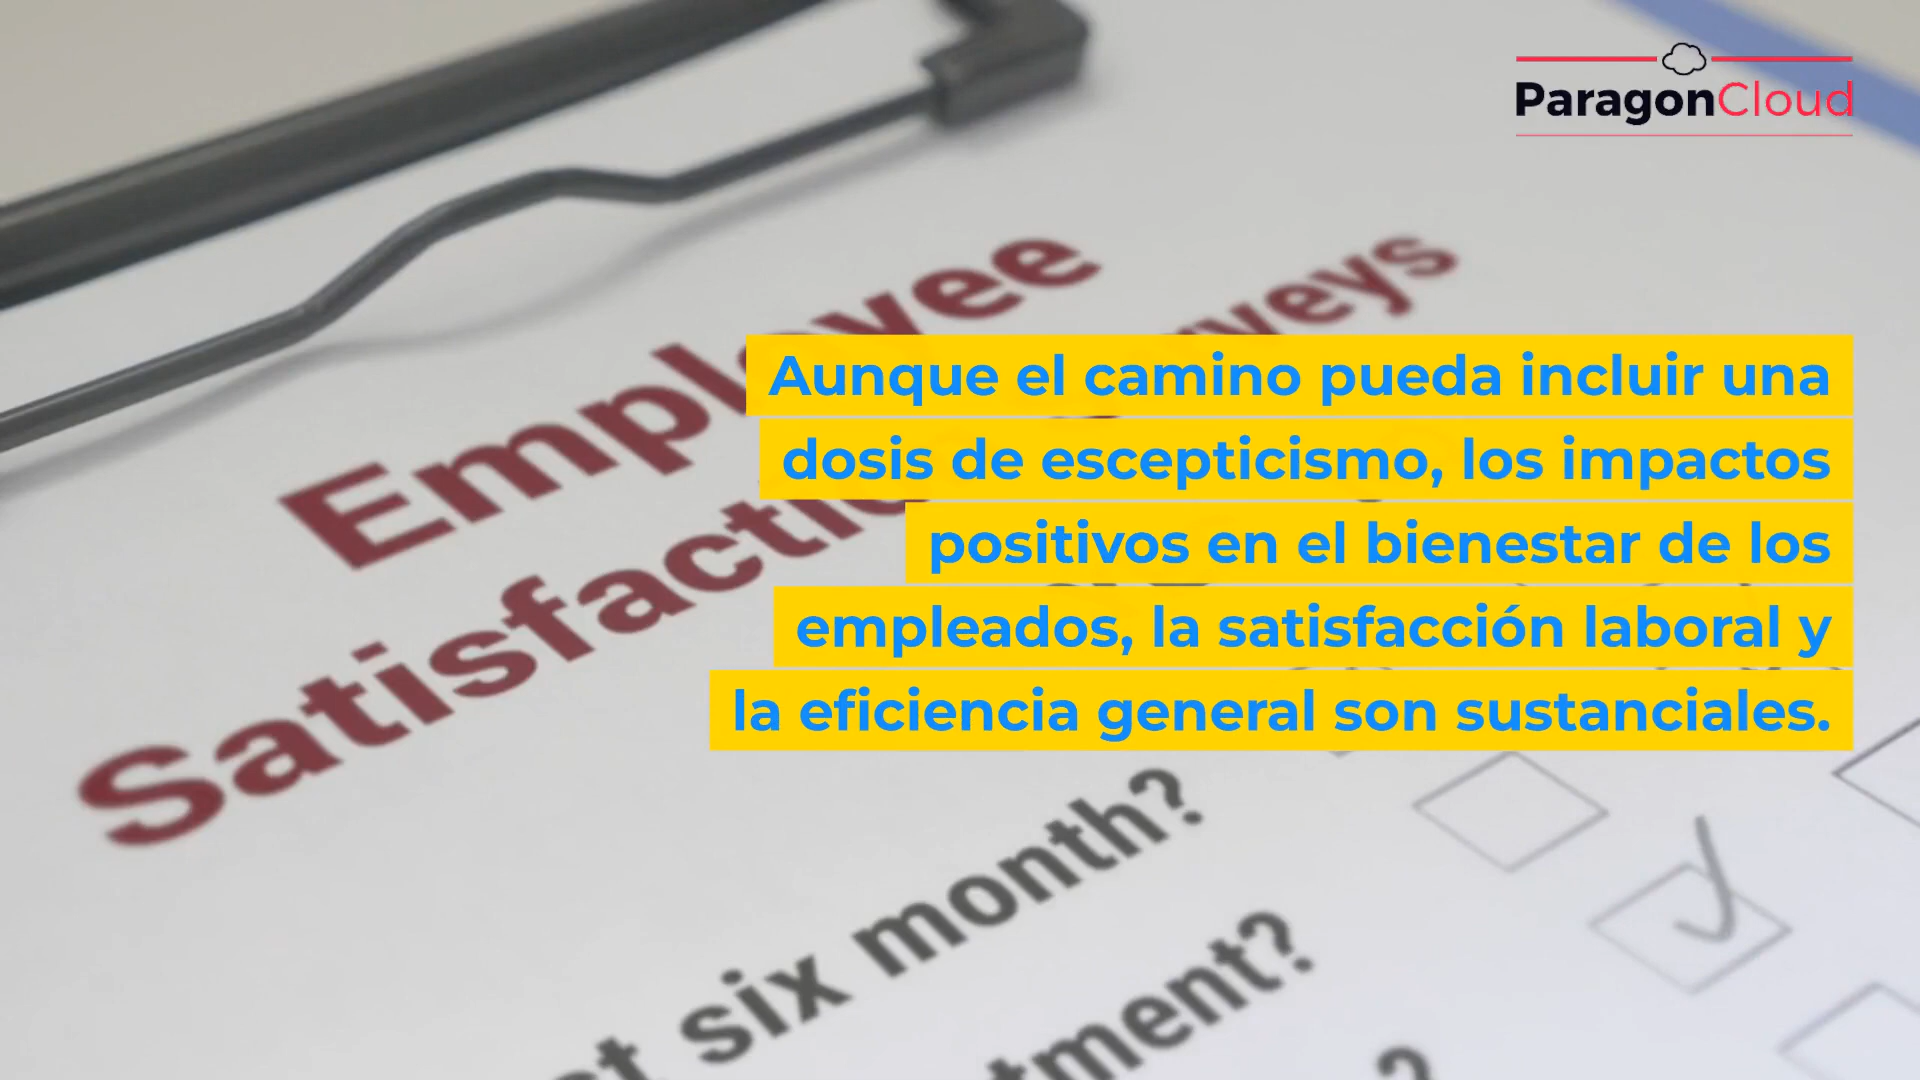 ParagonCloud
Employee
Satisfaction
Aunque el camino pueda incluir una
dosis de escepticismo, los impactos
positivos en el bienestar de los
empleados, la satisfacción laboral y
la eficiencia general son sustanciales.
six month?